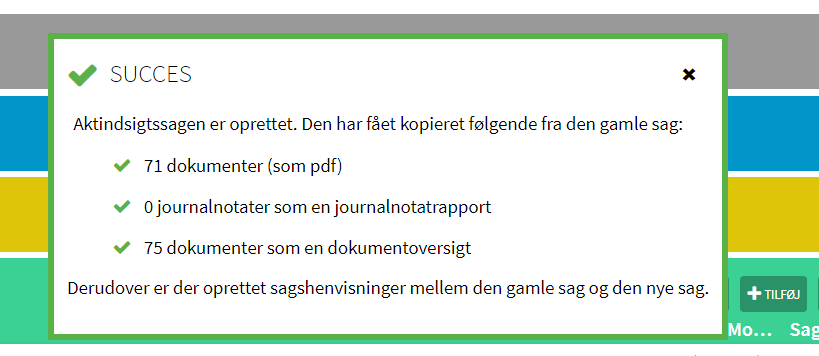 SUCCES
Aktindsigtssagen er oprettet. Den har fået kopieret følgende fra den gamle sag:
71 dokumenter (som pdf)
0 journalnotater som en journalnotatrapport
75 dokumenter som en dokumentoversigt
Derudover er der oprettet sagshenvisninger mellem den gamle sag og den nye sag.
TILFØJ
Mo... Sag